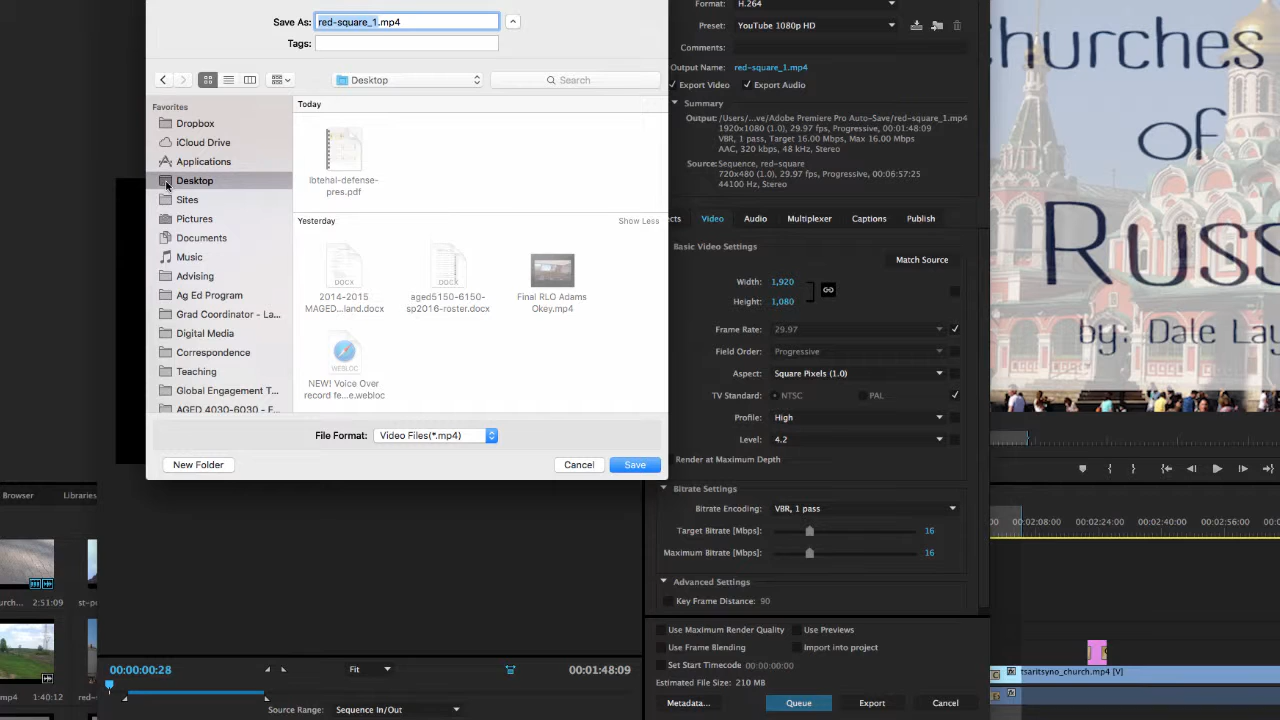 Save As: red-square_1.mp4
Tags:
Desktop
Search
Favorites
Dropbox
iCloud Drive
Applications
Desktop
Sites
Pictures
Documents
Music
Advising
Ag Ed Program
Grad Coordinator - La...
Digital Media
Correspondence
Teaching
Global Engagement T...
AGED 4030-6030 - F...
Today
Ibtehal-defense-
pres.pdf
Yesterday
Show Less
DOCX
2014-2015
MAGED...land.docx
DOCX
aged5150-6150-
sp2016-roster.docx
Final RLO Adams
Okey.mp4
WEBLOC
NEW! Voice Over
record fe...e.webloc
File Format: Video Files(*.mp4)
New Folder
Cancel
Save
Format: H.264
Preset: YouTube 1080p HD
Comments:
Output Name: red-square_1.mp4
Export Video
Export Audio
Summary
Output: /Users/...ve/Adobe Premiere Pro Auto-Save/red-square_1.mp4
1920x1080 (1.0), 29.97 fps, Progressive, 00:01:48:09
VBR, 1 pass, Target 16.00 Mbps, Max 16.00 Mbps
AAC, 320 kbps, 48 kHz, Stereo
Source: Sequence, red-square
720x480 (1.0), 29.97 fps, Progressive, 00:06:57:25
44100 Hz, Stereo
cts
Video
Audio
Multiplexer
Captions
Publish
Basic Video Settings
Match Source
Width: 1,920
Height: 1,080
Frame Rate: 29.97
Field Order: Progressive
Aspect: Square Pixels (1.0)
TV Standard: NTSC PAL
Profile: High
Level: 4.2
Render at Maximum Depth
Bitrate Settings
Bitrate Encoding: VBR, 1 pass
Target Bitrate [Mbps]: 16
Maximum Bitrate [Mbps]: 16
Advanced Settings
Key Frame Distance: 90
Use Maximum Render Quality
Use Previews
Use Frame Blending
Import into project
Set Start Timecode 00:00:00:00
Estimated File Size: 210 MB
Metadata...
Queue
Export
Cancel
Browser
Libraries
church...
2:51:09
st-p
mp4
1:40:12
red-
00:00:00:28
Fit
00:01:48:09
Source Range: Sequence In/Out
Churches
of
Russ
by: Dale Lay
00
00:02:08:00
00:02:24:00
00:02:40:00
00:02:56:00
tsaritsyno_church.mp4 [V]